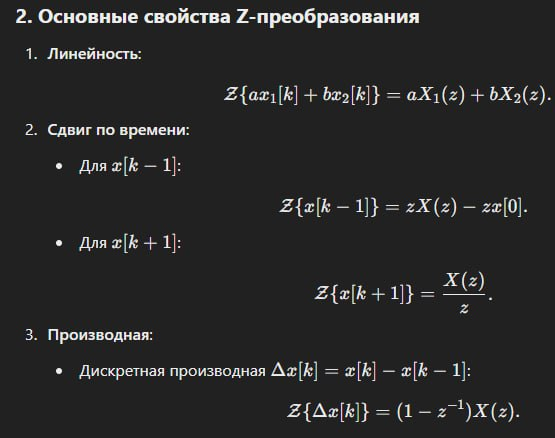 2. Основные свойства Z-преобразования
1. Линейность:
𝒵{ax₁[k] + bx₂[k]} = aX₁(z) + bX₂(z).
2. Сдвиг по времени:
• Для x[k − 1]:
𝒵{x[k − 1]} = zX(z) − zx[0].
• Для x[k + 1]:
𝒵{x[k + 1]} = X(z)/z.
3. Производная:
• Дискретная производная Δx[k] = x[k] − x[k − 1]:
𝒵{Δx[k]} = (1 − z⁻¹)X(z).